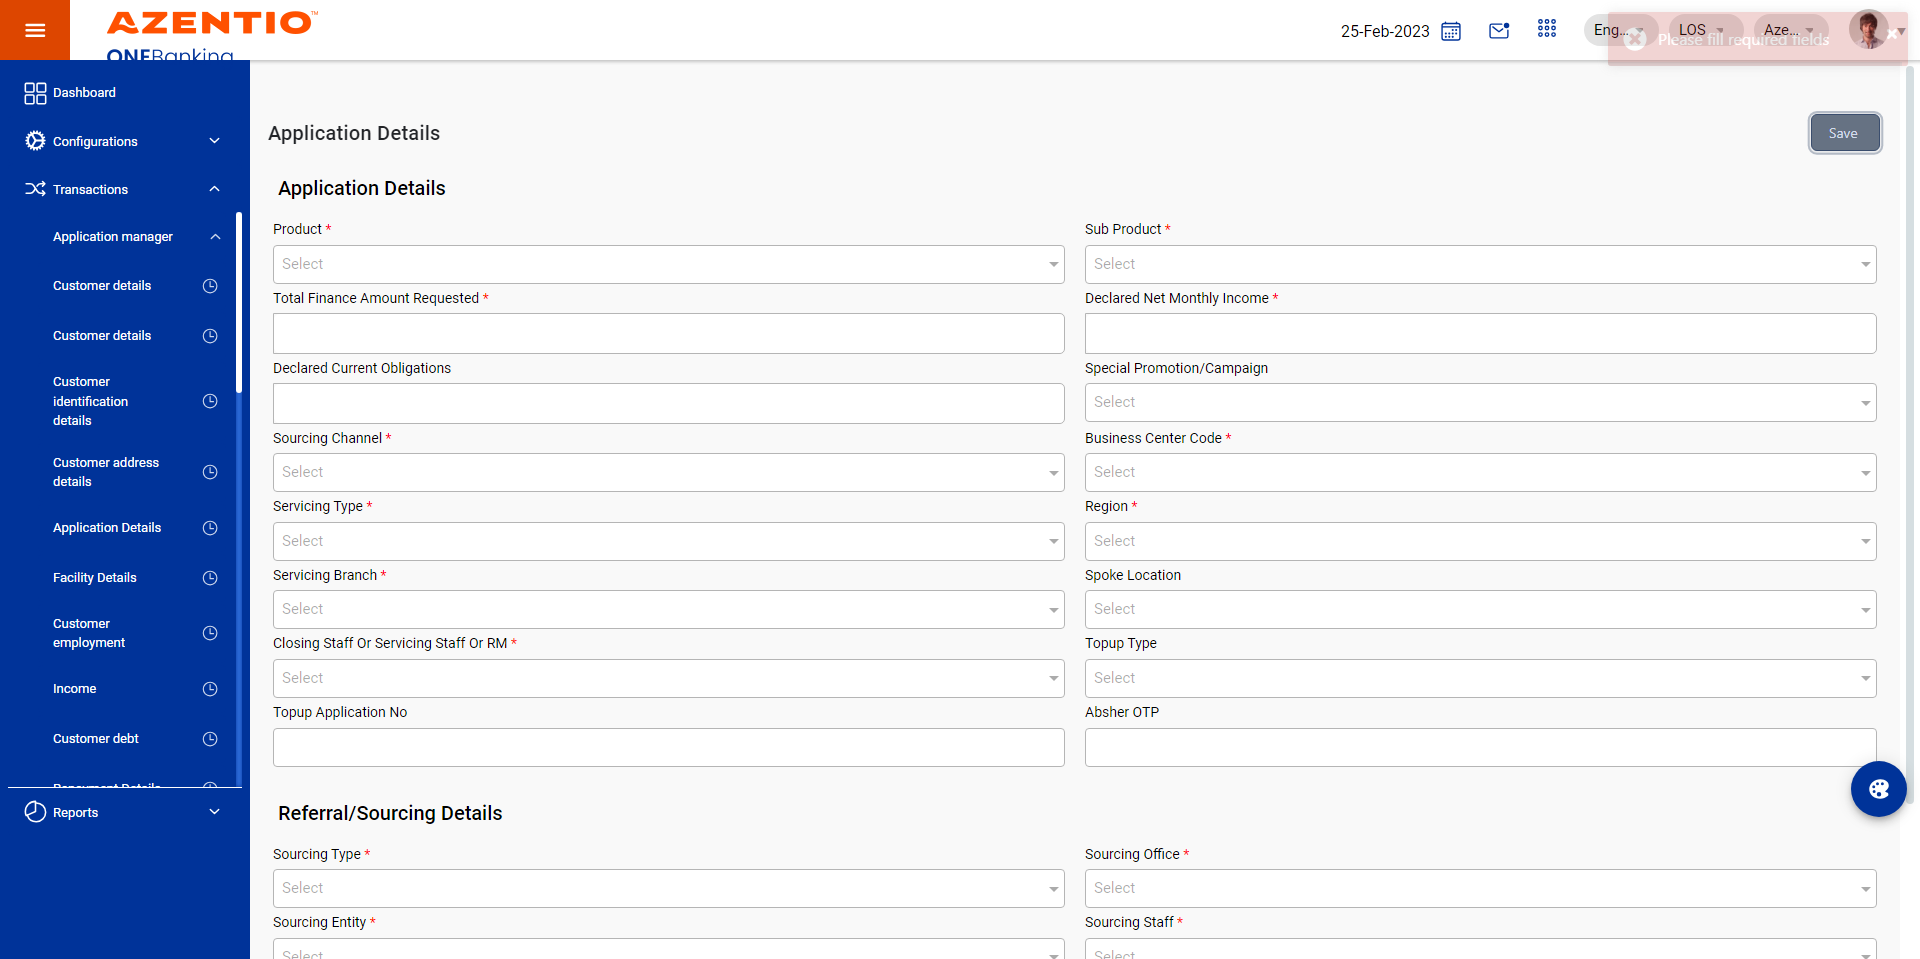 AZENTIO™
ONEBanking
25-Feb-2023
Eng...
LOS
Aze...
Please fill required fields
Dashboard
Configurations
Transactions
Application manager
Customer details
Customer details
Customer
identification
details
Customer address
details
Application Details
Facility Details
Customer
employment
Income
Customer debt
Repayment Details
Reports
Application Details
Save
Application Details
Product *
Sub Product *
Select
Select
Total Finance Amount Requested *
Declared Net Monthly Income *
Declared Current Obligations
Special Promotion/Campaign
Select
Sourcing Channel *
Business Center Code *
Select
Select
Servicing Type *
Region *
Select
Select
Servicing Branch *
Spoke Location
Select
Select
Closing Staff Or Servicing Staff Or RM *
Topup Type
Select
Select
Topup Application No
Absher OTP
Referral/Sourcing Details
Sourcing Type *
Sourcing Office *
Select
Select
Sourcing Entity *
Sourcing Staff *
Select
Select